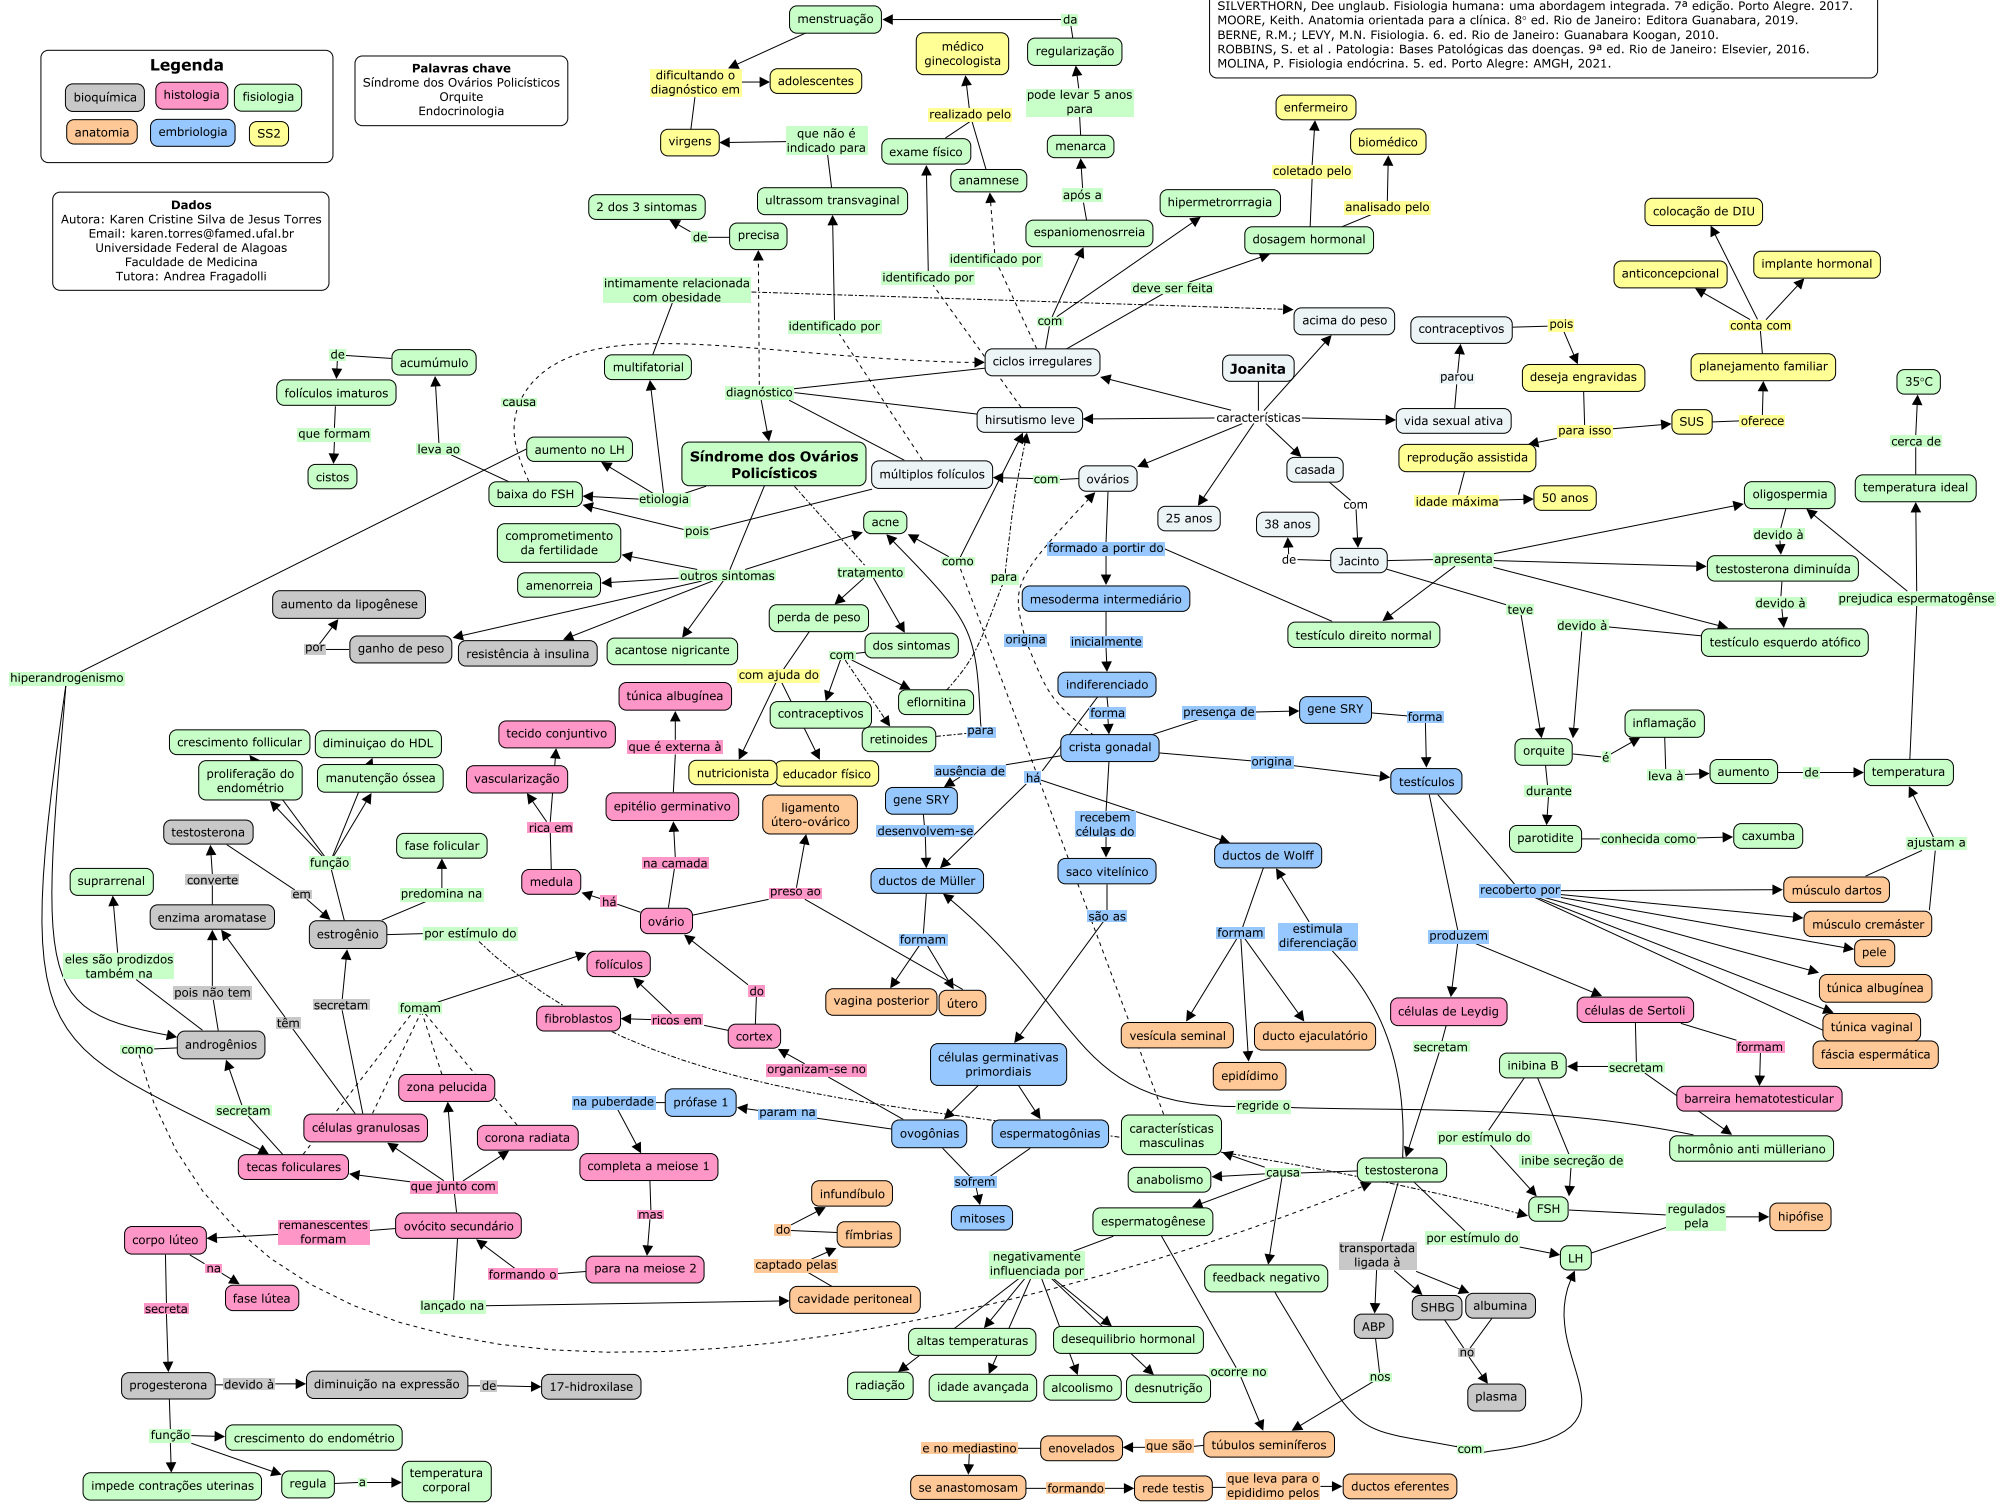 SILVERTHORN, Dee unglaub. Fisiologia humana: uma abordagem integrada. 7ª edição. Porto Alegre. 2017.
MOORE, Keith. Anatomia orientada para a clínica. 8° ed. Rio de Janeiro: Editora Guanabara, 2019.
BERNE, R.M.; LEVY, M.N. Fisiologia. 6. ed. Rio de Janeiro: Guanabara Koogan, 2010.
ROBBINS, S. et al . Patologia: Bases Patológicas das doenças. 9ª ed. Rio de Janeiro: Elsevier, 2016.
MOLINA, P. Fisiologia endócrina. 5. ed. Porto Alegre: AMGH, 2021.
Legenda
bioquímica
histologia
fisiologia
anatomia
embriologia
SS2
Palavras chave
Síndrome dos Ovários Policísticos
Orquite
Endocrinologia
Dados
Autora: Karen Cristine Silva de Jesus Torres
Email: karen.torres@famed.ufal.br
Universidade Federal de Alagoas
Faculdade de Medicina
Tutora: Andrea Fragadolli
menstruação
da
regularização
médico
ginecologista
dificultando o
diagnóstico em
adolescentes
virgens
que não é
indicado para
realizado pelo
pode levar 5 anos
para
exame físico
menarca
anamnese
após a
enfermeiro
biomédico
coletado pelo
analisado pelo
ultrassom transvaginal
2 dos 3 sintomas
de
precisa
hipermetrorrragia
espaniomenosrreia
dosagem hormonal
identificado por
identificado por
deve ser feita
com
colocação de DIU
anticoncepcional
implante hormonal
conta com
planejamento familiar
intimamente relacionada
com obesidade
identificado por
acima do peso
contraceptivos
pois
deseja engravidas
parou
ciclos irregulares
Joanita
características
vida sexual ativa
para isso
SUS
oferece
reprodução assistida
idade máxima
50 anos
35°C
cerca de
temperatura ideal
de
acumúmulo
folículos imaturos
que formam
cistos
leva ao
causa
multifatorial
diagnóstico
hirsutismo leve
aumento no LH
Síndrome dos Ovários
Policísticos
múltiplos folículos
com
ovários
casada
baixa do FSH
etiologia
pois
25 anos
com
38 anos
de
Jacinto
apresenta
oligospermia
devido à
testosterona diminuída
devido à
prejudica espermatogênse
testículo esquerdo atófico
devido à
testículo direito normal
teve
comprometimento
da fertilidade
amenorreia
outros sintomas
acne
tratamento
como
para
formado a partir do
mesoderma intermediário
origina
inicialmente
indiferenciado
forma
aumento da lipogênese
por
ganho de peso
resistência à insulina
acantose nigricante
perda de peso
dos sintomas
com
com ajuda do
contraceptivos
eflornitina
retinoides
para
nutricionista
educador físico
hiperandrogenismo
túnica albugínea
que é externa à
epitélio germinativo
na camada
tecido conjuntivo
vascularização
rica em
medula
há
ovário
preso ao
ligamento
útero-ovárico
crista gonadal
presença de
gene SRY
forma
origina
testículos
ausência de
há
gene SRY
desenvolvem-se
recebem
células do
ductos de Müller
saco vitelínico
ductos de Wolff
são as
orquite
é
inflamação
leva à
aumento
de
temperatura
durante
parotidite
conhecida como
caxumba
ajustam a
recoberto por
músculo dartos
músculo cremáster
pele
túnica albugínea
túnica vaginal
fáscia espermática
crescimento follicular
proliferação do
endométrio
diminuiçao do HDL
manutenção óssea
função
testosterona
converte
em
enzima aromatase
estrogênio
fase folicular
predomina na
por estímulo do
suprarrenal
eles são prodizdos
também na
pois não tem
têm
secretam
androgênios
como
secretam
fomam
folículos
do
ricos em
fibroblastos
cortex
organizam-se no
zona pelucida
corona radiata
células granulosas
tecas foliculares
que junto com
formam
vagina posterior
útero
formam
estimula
diferenciação
vesícula seminal
ducto ejaculatório
epidídimo
produzem
células de Leydig
células de Sertoli
secretam
inibina B
secretam
formam
barreira hematotesticular
hormônio anti mülleriano
regride o
por estímulo do
inibe secreção de
FSH
regulados
pela
hipófise
por estímulo do
LH
células germinativas
primordiais
ovogônias
espermatogônias
sofrem
mitoses
param na
prófase 1
na puberdade
completa a meiose 1
mas
para na meiose 2
formando o
ovócito secundário
remanescentes
formam
corpo lúteo
na
fase lútea
secreta
lançado na
cavidade peritoneal
captado pelas
fímbrias
do
infundíbulo
características
masculinas
anabolismo
causa
testosterona
espermatogênese
negativamente
influenciada por
feedback negativo
transportada
ligada à
ABP
SHBG
albumina
no
plasma
nos
altas temperaturas
desequilibrio hormonal
radiação
idade avançada
alcoolismo
desnutrição
ocorre no
com
progesterona
devido à
diminuição na expressão
de
17-hidroxilase
função
crescimento do endométrio
impede contrações uterinas
regula
a
temperatura
corporal
túbulos seminíferos
que são
enovelados
e no mediastino
se anastomosam
formando
rede testis
que leva para o
epididimo pelos
ductos eferentes